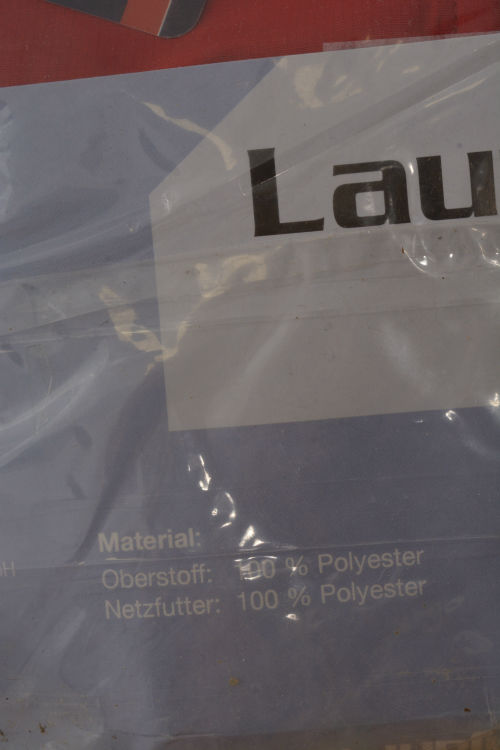 Lau
H
Material:
Oberstoff: 100 % Polyester
Netzfutter: 100 % Polyester